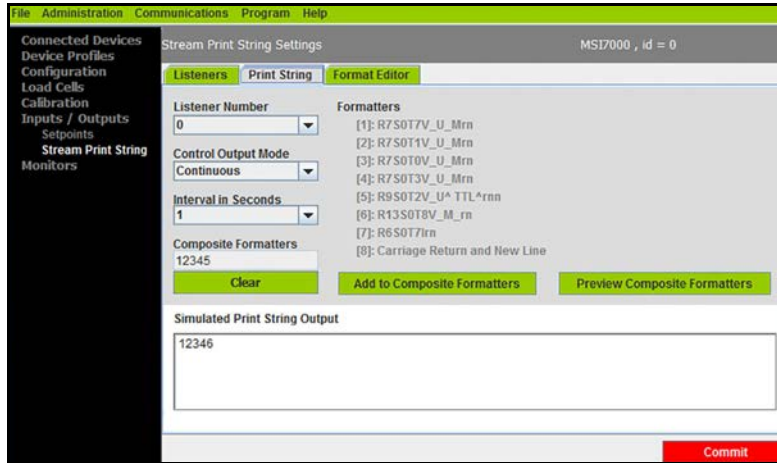 File Administration Communications Program Help
Connected Devices
Device Profiles
Configuration
Load Cells
Calibration
Inputs / Outputs
Setpoints
Stream Print String
Monitors
Stream Print String Settings MSI7000 , id = 0
Listeners Print String Format Editor
Listener Number
0
Control Output Mode
Continuous
Interval in Seconds
1
Composite Formatters
12345
Clear
Formatters
[1]: R7S0T7V_U_Mrn
[2]: R7S0T1V_U_Mrn
[3]: R7S0T0V_U_Mrn
[4]: R7S0T3V_U_Mrn
[5]: R9S0T2V_U^ TTL^rnn
[6]: R13S0T8V_M_rn
[7]: R6S0T7Irn
[8]: Carriage Return and New Line
Add to Composite Formatters Preview Composite Formatters
Simulated Print String Output
12346
Commit